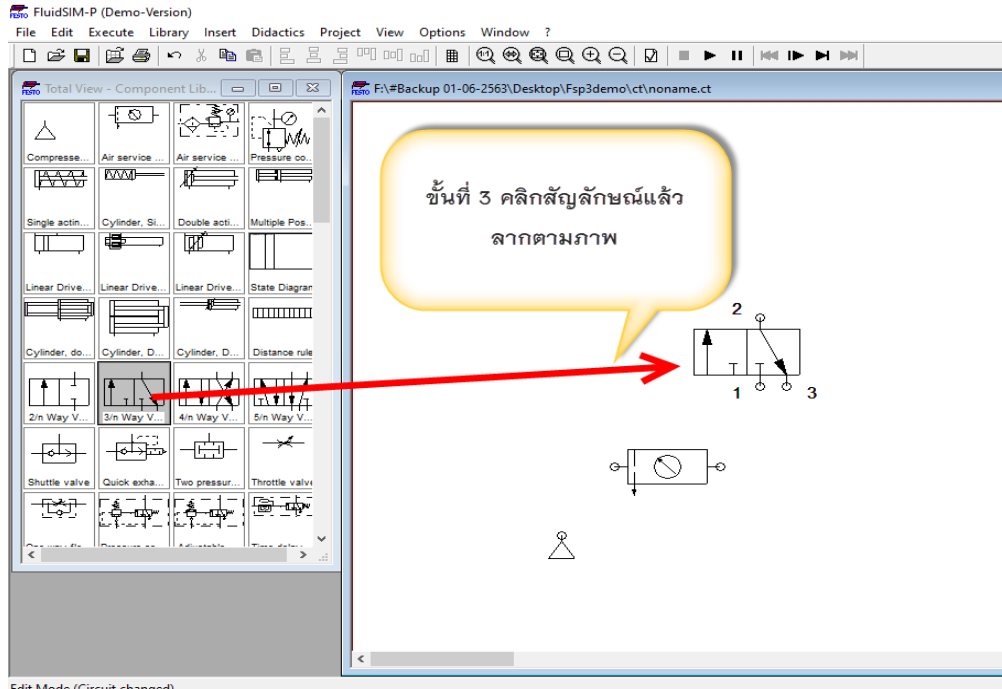 FESTO FluidSIM-P (Demo-Version)
File Edit Execute Library Insert Didactics Project View Options Window ?
FESTO Total View - Component Lib...
FESTO F:\#Backup 01-06-2563\Desktop\Fsp3demo\ct\noname.ct
Compresse... Air service ... Air service ... Pressure co...
Single actin... Cylinder, Si... Double acti... Multiple Pos...
Linear Drive... Linear Drive... Linear Drive... State Diagran
Cylinder, do... Cylinder, D... Cylinder, D... Distance rule
2/n Way V... 3/n Way V... 4/n Way V... 5/n Way V...
Shuttle valve Quick exha... Two pressur... Throttle valve
ขั้นที่ 3 คลิกสัญลักษณ์แล้ว
ลากตามภาพ
2
1 3
Edit Mode (Circuit changed)